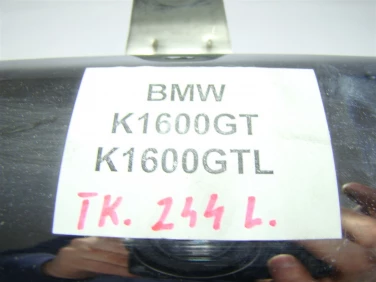 BMW
K1600GT
K1600GTL
TK. 244 L.